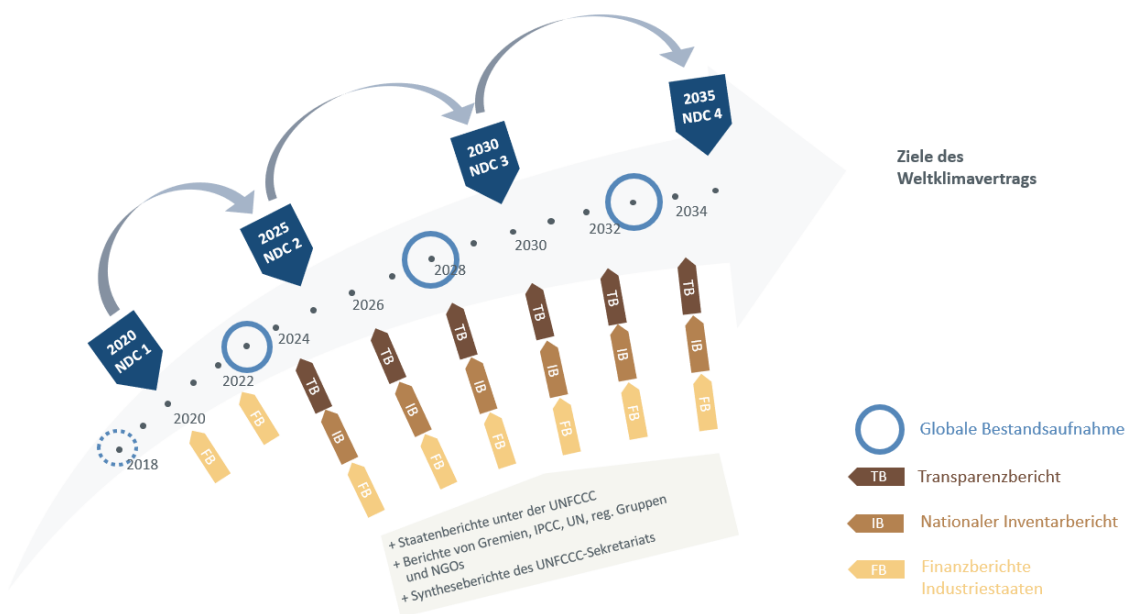 2020
NDC 1
2025
NDC 2
2030
NDC 3
2035
NDC 4
Ziele des
Weltklimavertrags
2018
2020
2022
2024
2026
2028
2030
2032
2034
FB
FB
TB
IB
FB
TB
IB
FB
TB
IB
FB
TB
IB
FB
TB
IB
FB
TB
IB
FB
+ Staatenberichte unter der UNFCCC
+ Berichte von Gremien, IPCC, UN, reg. Gruppen
und NGOs
+ Syntheseberichte des UNFCCC-Sekretariats
Globale Bestandsaufnahme
TB Transparenzbericht
IB Nationaler Inventarbericht
FB Finanzberichte
Industriestaaten